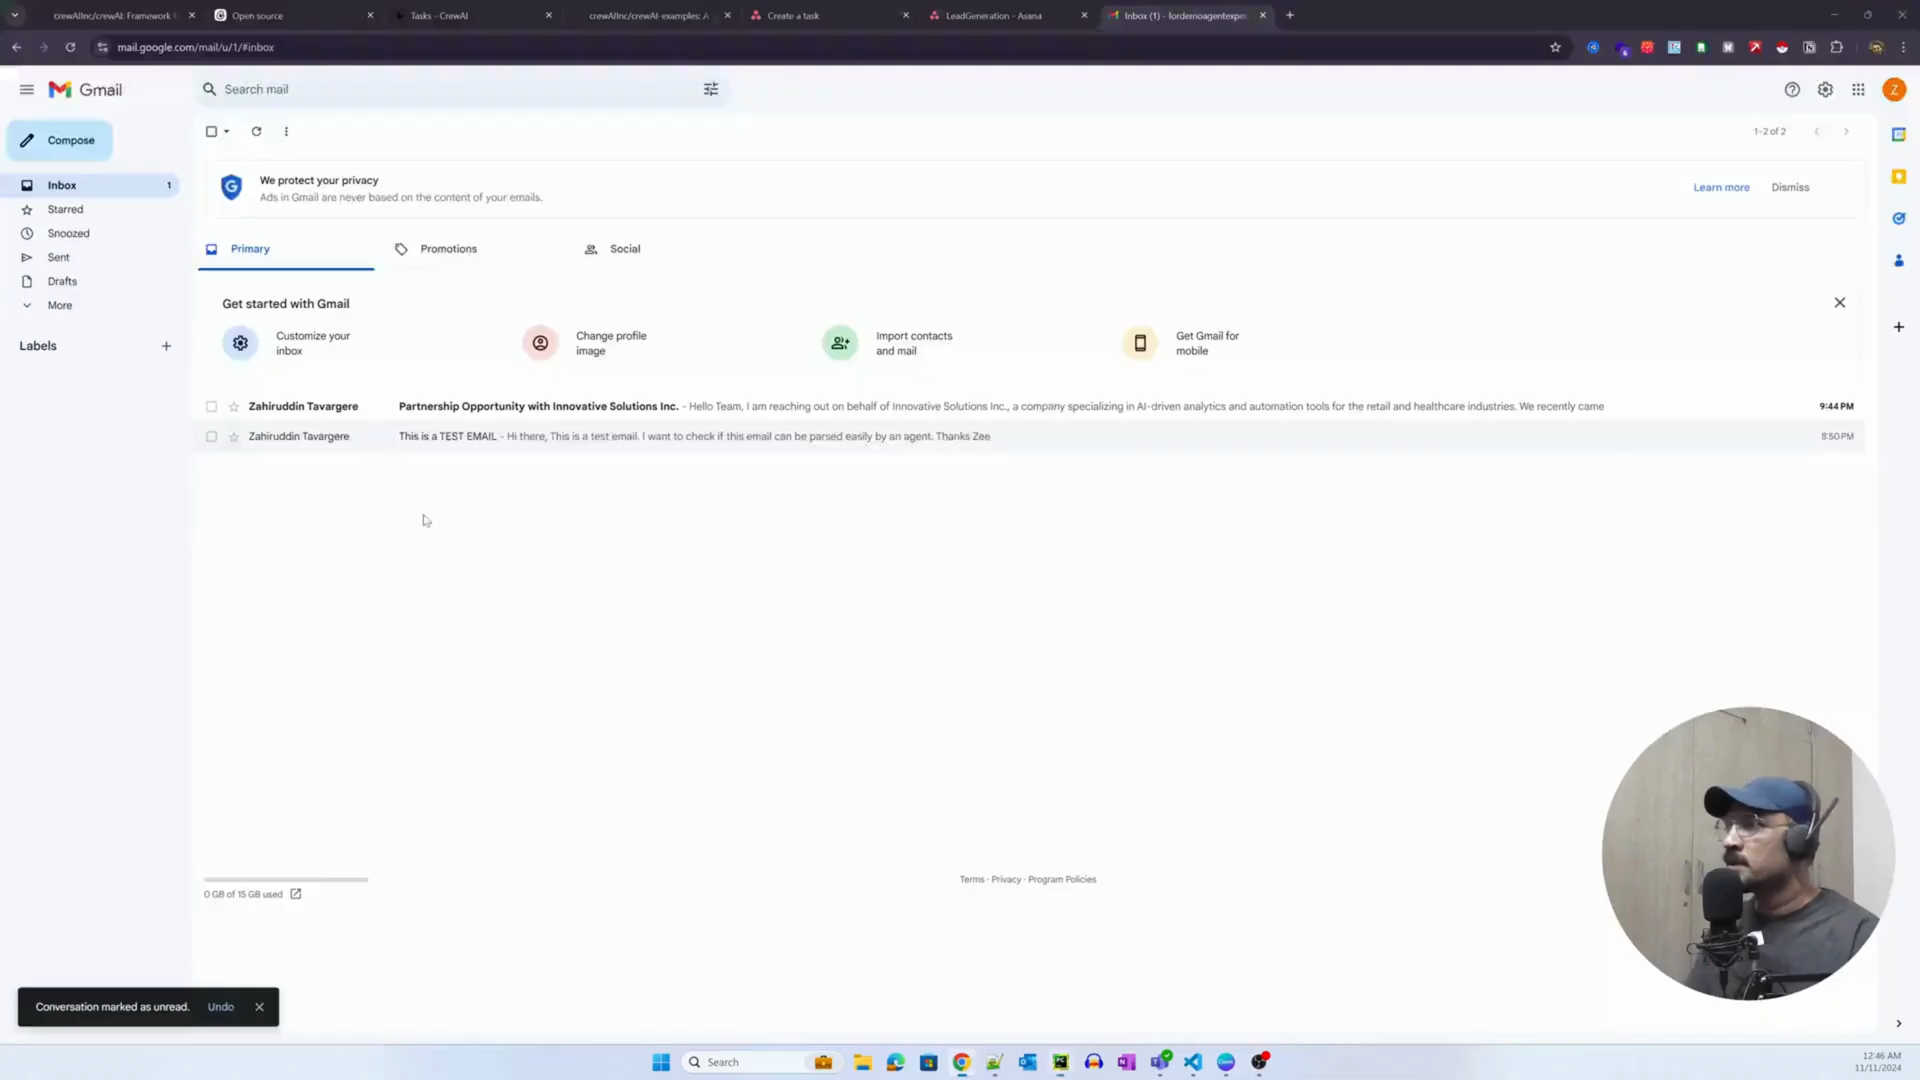 crewAIInc/crewAI: Framework f
Open source
Tasks - CrewAI
crewAIInc/crewAI-examples: A
Create a task
LeadGeneration - Asana
Inbox (1) - fordemoagentexper
mail.google.com/mail/u/1/#inbox
Gmail
Search mail
Z
Compose
1-2 of 2
We protect your privacy
Ads in Gmail are never based on the content of your emails.
Learn more
Dismiss
Inbox
1
Starred
Snoozed
Sent
Drafts
More
Labels
Primary
Promotions
Social
Get started with Gmail
Customize your
inbox
Change profile
image
Import contacts
and mail
Get Gmail for
mobile
Zahiruddin Tavargere Partnership Opportunity with Innovative Solutions Inc. - Hello Team, I am reaching out on behalf of Innovative Solutions Inc., a company specializing in AI-driven analytics and automation tools for the retail and healthcare industries. We recently came 9:44 PM
Zahiruddin Tavargere This is a TEST EMAIL - Hi there, This is a test email. I want to check if this email can be parsed easily by an agent. Thanks Zee 8:50 PM
0 GB of 15 GB used
Terms · Privacy · Program Policies
Conversation marked as unread. Undo
Search
12:46 AM
11/11/2024